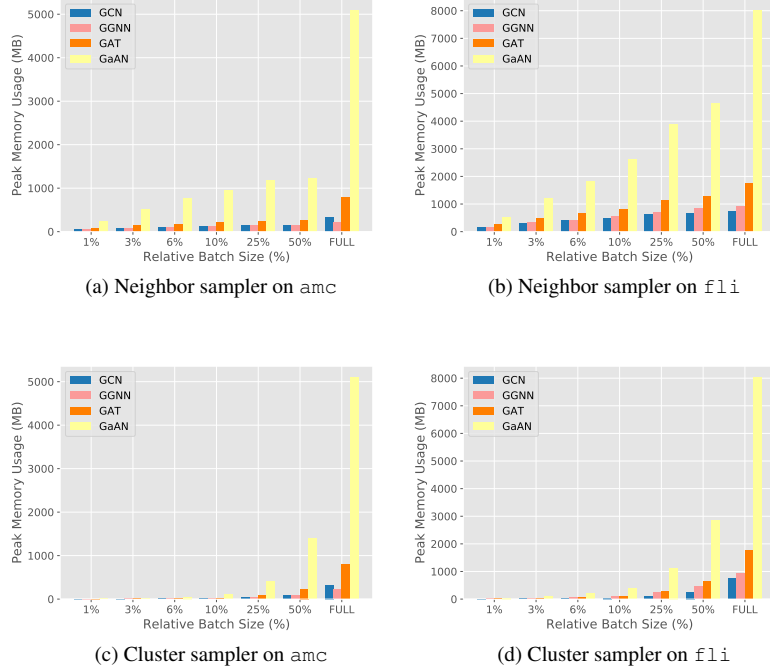 GCN
GGNN
GAT
GaAN
Peak Memory Usage (MB)
5000
4000
3000
2000
1000
0
1% 3% 6% 10% 25% 50% FULL
Relative Batch Size (%)
(a) Neighbor sampler on amc
GCN
GGNN
GAT
GaAN
Peak Memory Usage (MB)
8000
7000
6000
5000
4000
3000
2000
1000
0
1% 3% 6% 10% 25% 50% FULL
Relative Batch Size (%)
(b) Neighbor sampler on fli
GCN
GGNN
GAT
GaAN
Peak Memory Usage (MB)
5000
4000
3000
2000
1000
0
1% 3% 6% 10% 25% 50% FULL
Relative Batch Size (%)
(c) Cluster sampler on amc
GCN
GGNN
GAT
GaAN
Peak Memory Usage (MB)
8000
7000
6000
5000
4000
3000
2000
1000
0
1% 3% 6% 10% 25% 50% FULL
Relative Batch Size (%)
(d) Cluster sampler on fli